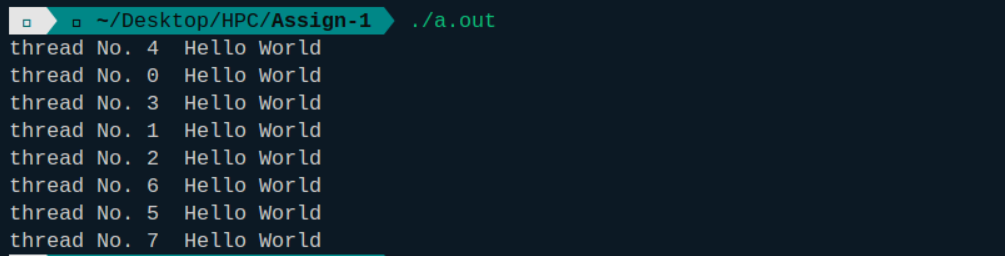 ~/Desktop/HPC/Assign-1 ./a.out
thread No. 4  Hello World
thread No. 0  Hello World
thread No. 3  Hello World
thread No. 1  Hello World
thread No. 2  Hello World
thread No. 6  Hello World
thread No. 5  Hello World
thread No. 7  Hello World